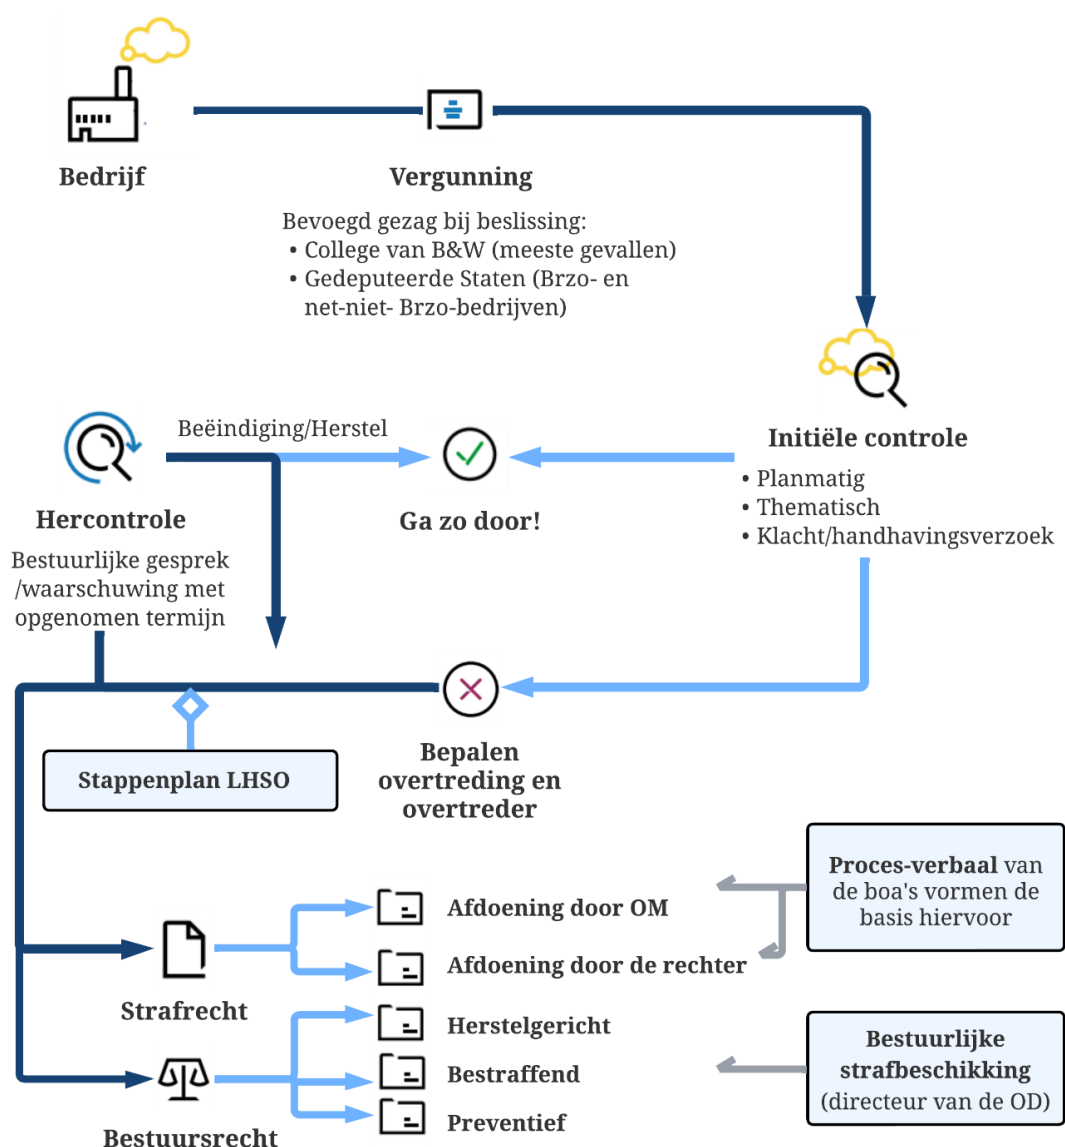 Bedrijf
Vergunning
Bevoegd gezag bij beslissing:
• College van B&W (meeste gevallen)
• Gedeputeerde Staten (Brzo- en
net-niet- Brzo-bedrijven)
Initiële controle
• Planmatig
• Thematisch
• Klacht/handhavingsverzoek
Beëindiging/Herstel
Ga zo door!
Hercontrole
Bestuurlijke gesprek
/waarschuwing met
opgenomen termijn
Bepalen
overtreding en
overtreder
Stappenplan LHSO
Strafrecht
Afdoening door OM
Afdoening door de rechter
Proces-verbaal van
de boa's vormen de
basis hiervoor
Bestuursrecht
Herstelgericht
Bestraffend
Preventief
Bestuurlijke
strafbeschikking
(directeur van de OD)